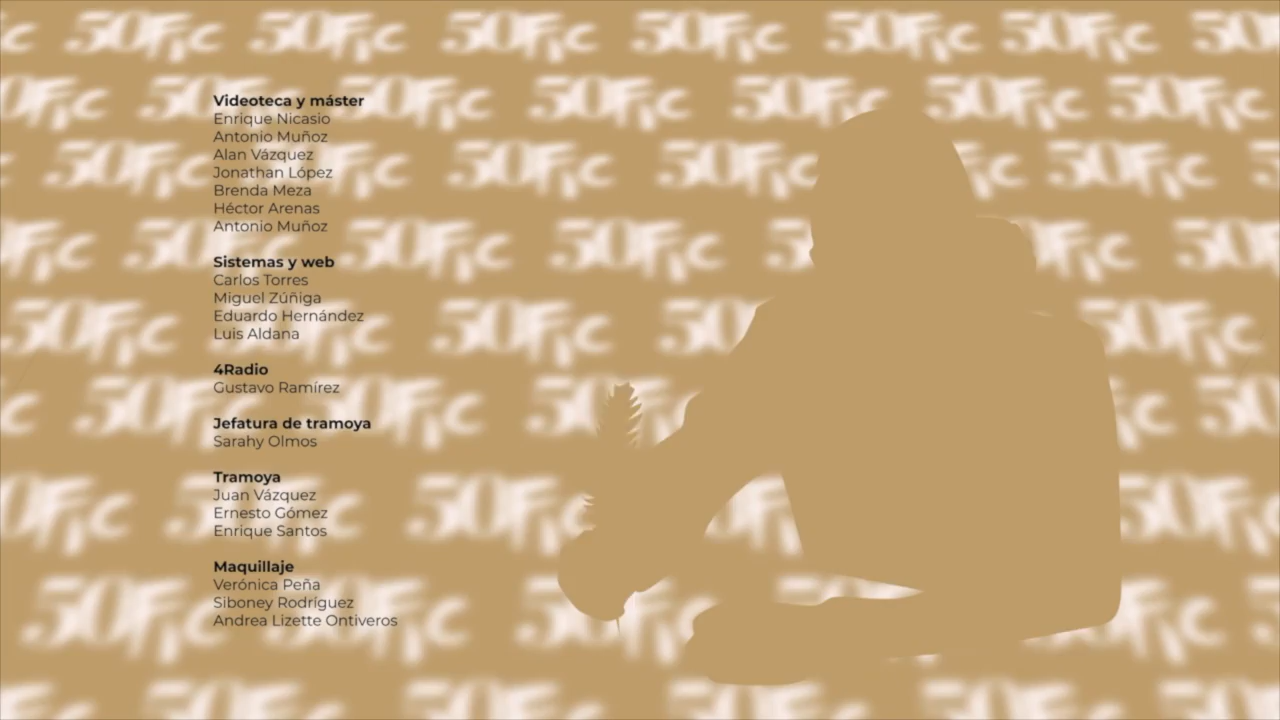 Videoteca y máster
Enrique Nicasio
Antonio Muñoz
Alan Vázquez
Jonathan López
Brenda Meza
Héctor Arenas
Antonio Muñoz
Sistemas y web
Carlos Torres
Miguel Zúñiga
Eduardo Hernández
Luis Aldana
4Radio
Gustavo Ramírez
Jefatura de tramoya
Sarahy Olmos
Tramoya
Juan Vázquez
Ernesto Gómez
Enrique Santos
Maquillaje
Verónica Peña
Siboney Rodríguez
Andrea Lizette Ontiveros